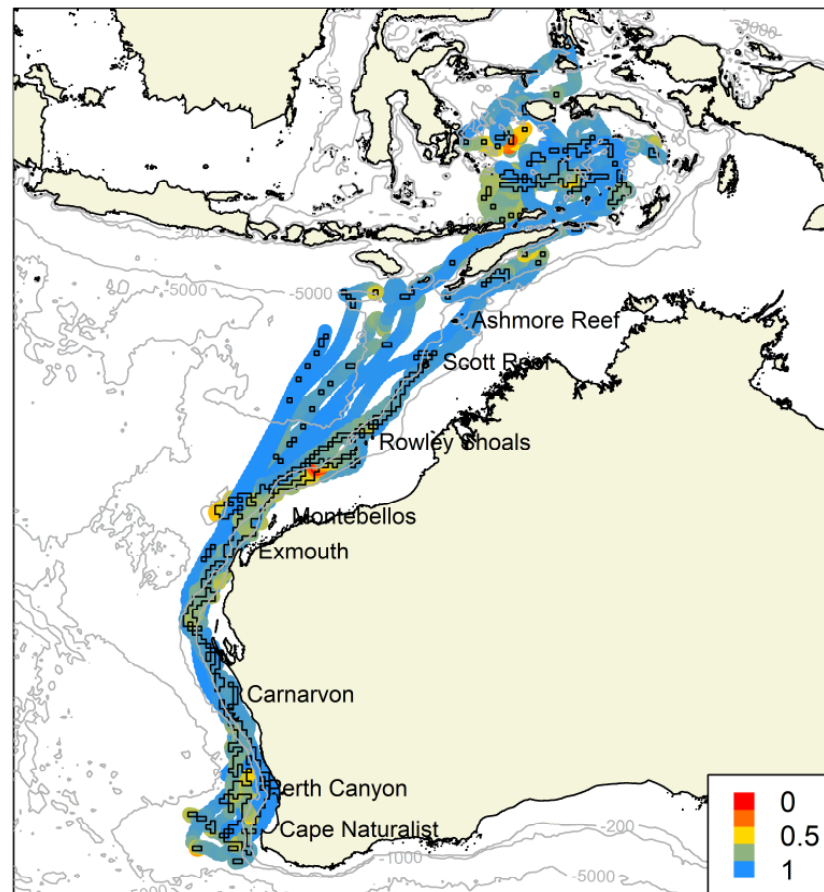 -5000
-5000
-5000
Ashmore Reef
Scott Reef
Rowley Shoals
Montebellos
Exmouth
Carnarvon
Perth Canyon
Cape Naturalist
-200
-1000
-5000
0
0.5
1